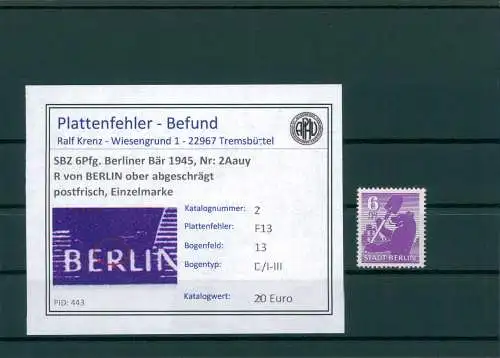 Plattenfehler - Befund
Ralf Krenz - Wiesengrund 1 - 22967 Tremsbüttel
SBZ 6Pfg. Berliner Bär 1945, Nr: 2Aauy
R von BERLIN ober abgeschrägt
postfrisch, Einzelmarke
BERLIN
Katalognummer: 2
Plattenfehler: F13
Bogenfeld: 13
Bogentyp: C/I-III
Katalogwert: 20 Euro
PID: 443
6
STADT BERLIN